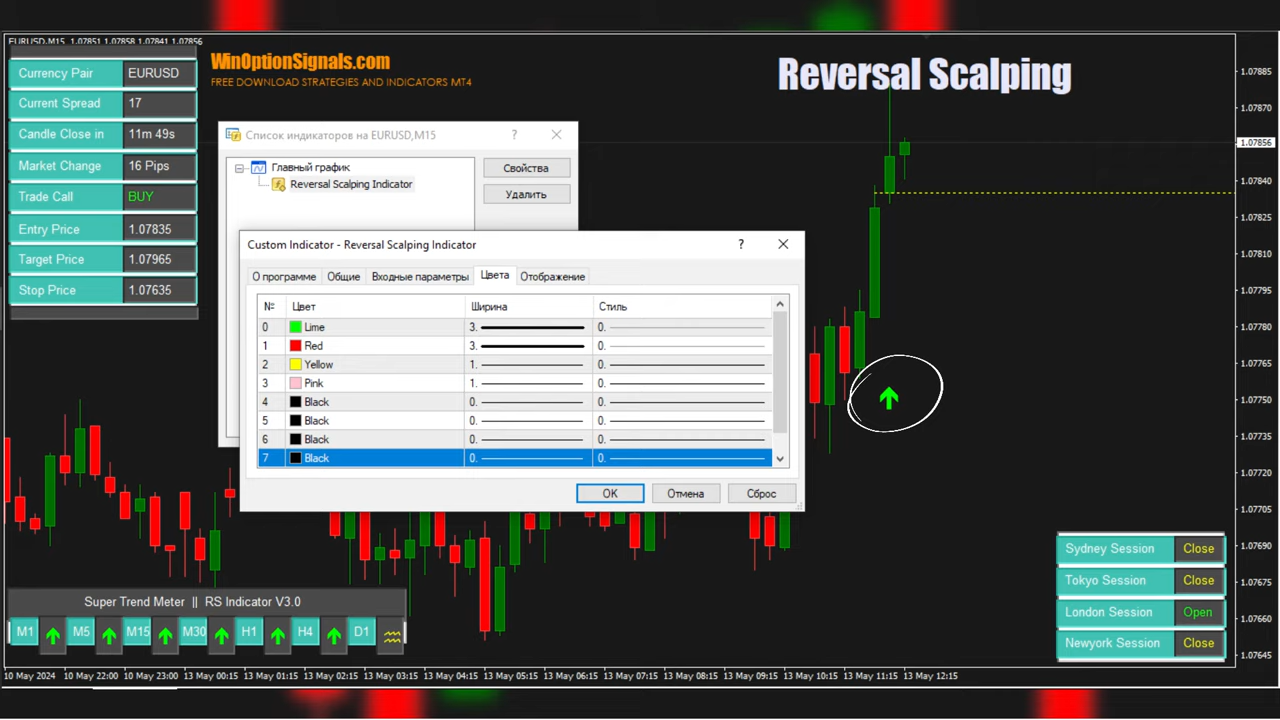 EURUSD,M15 1.07851 1.07858 1.07841 1.07856
WinOptionSignals.com
FREE DOWNLOAD STRATEGIES AND INDICATORS MT4
Reversal Scalping
Currency Pair EURUSD
Current Spread 17
Candle Close in 11m 49s
Market Change 16 Pips
Trade Call BUY
Entry Price 1.07835
Target Price 1.07965
Stop Price 1.07635
Список индикаторов на EURUSD,M15 ?
Главный график
Reversal Scalping Indicator
Свойства
Удалить
Custom Indicator - Reversal Scalping Indicator ?
О программе Общие Входные параметры Цвета Отображение
№ Цвет Ширина Стиль
0 Lime 3. 0.
1 Red 3. 0.
2 Yellow 1. 0.
3 Pink 1. 0.
4 Black 0. 0.
5 Black 0. 0.
6 Black 0. 0.
7 Black 0. 0.
OK Отмена Сброс
1.07885
1.07870
1.07856
1.07840
1.07825
1.07810
1.07795
1.07780
1.07765
1.07750
1.07735
1.07720
1.07705
1.07690
1.07675
1.07660
1.07645
Sydney Session Close
Tokyo Session Close
London Session Open
Newyork Session Close
Super Trend Meter || RS Indicator V3.0
M1 M5 M15 M30 H1 H4 D1
10 May 2024 10 May 22:00 10 May 23:00 13 May 00:15 13 May 01:15 13 May 02:15 13 May 03:15 13 May 04:15 13 May 05:15 13 May 06:15 13 May 07:15 13 May 08:15 13 May 09:15 13 May 10:15 13 May 11:15 13 May 12:15